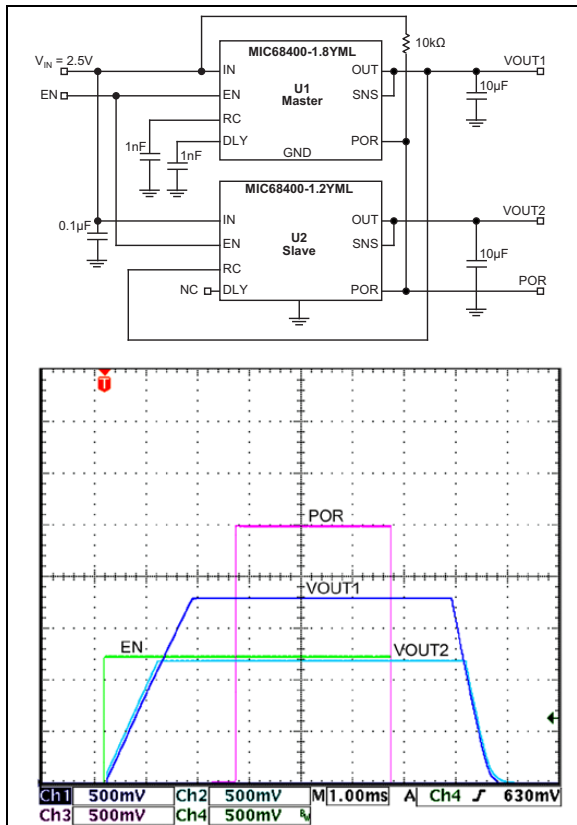 MIC68400-1.8YML
10kΩ
VIN = 2.5V
IN
OUT
VOUT1
EN
EN
U1
Master
SNS
10µF
RC
DLY
POR
1nF
1nF
GND
MIC68400-1.2YML
0.1µF
IN
OUT
VOUT2
EN
U2
Slave
SNS
RC
10µF
NC
DLY
POR
POR
T
POR
VOUT1
EN
VOUT2
Ch1 500mV Ch2 500mV M 1.00ms A Ch4 630mV
Ch3 500mV Ch4 500mV